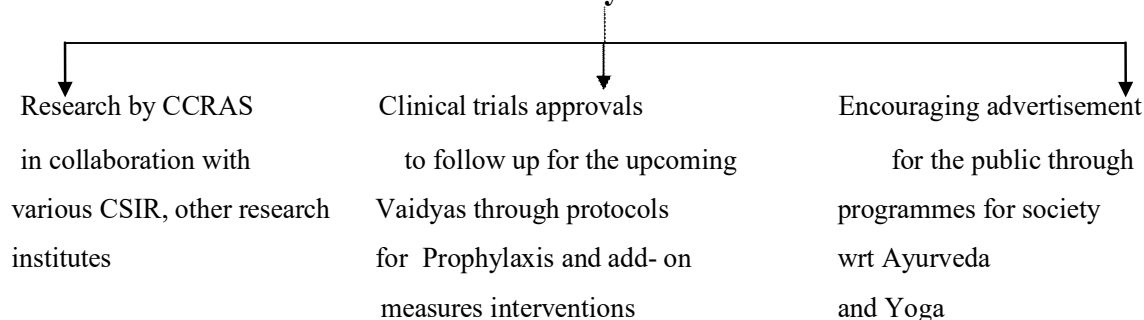 Research by CCRAS
in collaboration with
various CSIR, other research
institutes
Clinical trials approvals
to follow up for the upcoming
Vaidyas through protocols
for Prophylaxis and add- on
measures interventions
Encouraging advertisement
for the public through
programmes for society
wrt Ayurveda
and Yoga